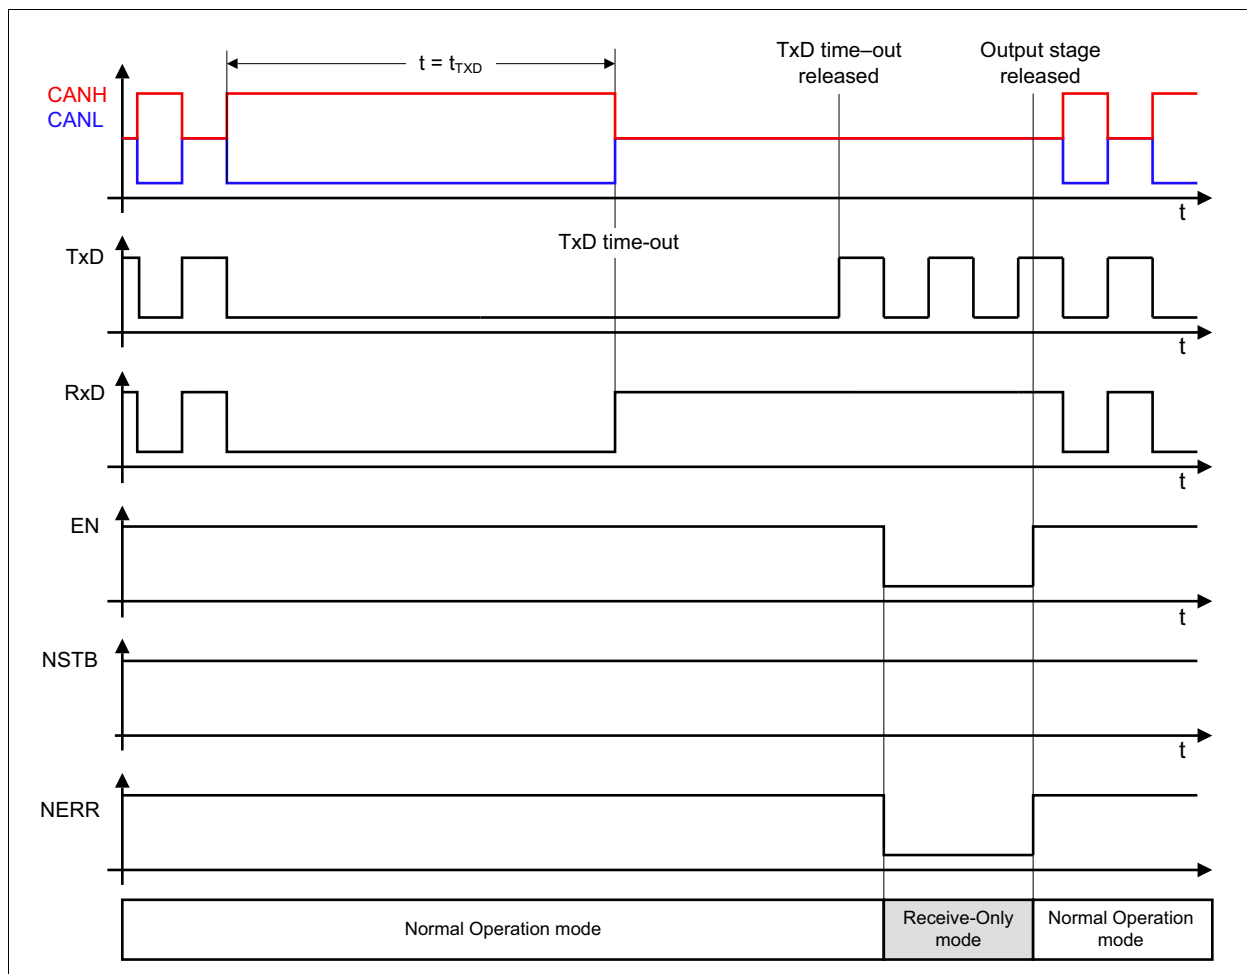 t = tTXD
TxD time–out
released
Output stage
released
CANH
CANL
t
TxD time-out
TxD
t
RxD
t
EN
t
NSTB
t
NERR
Normal Operation mode
Receive-Only
mode
Normal Operation
mode